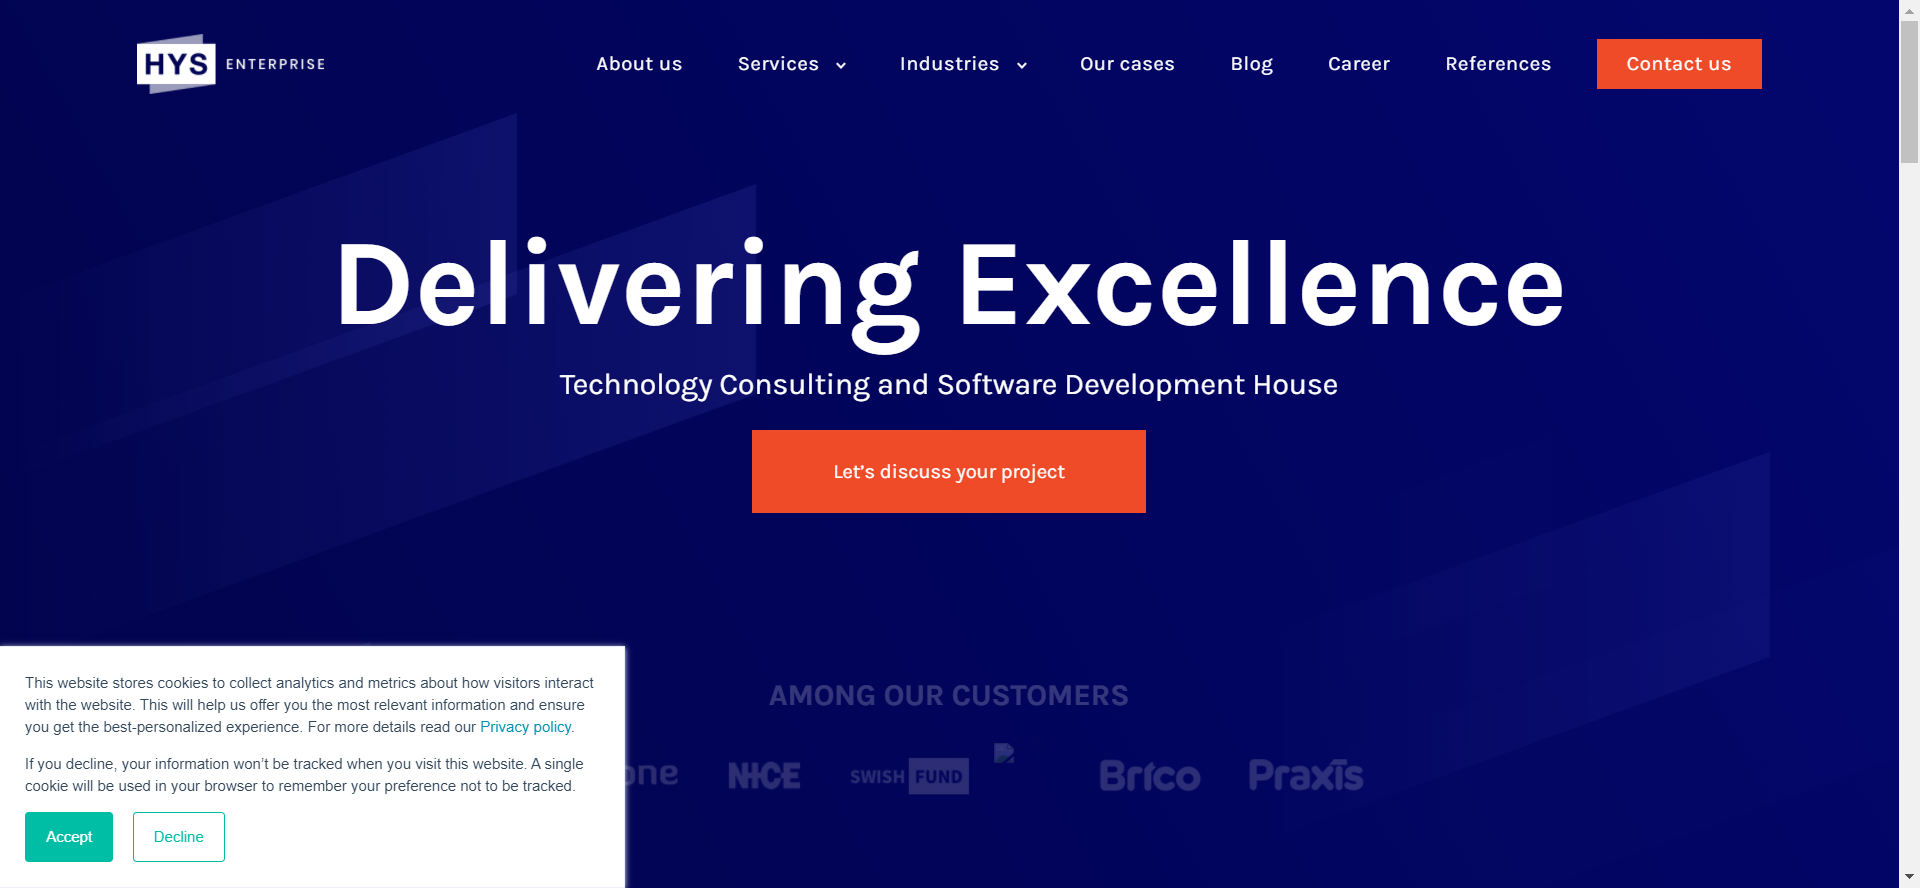 HYS ENTERPRISE
About us
Services
Industries
Our cases
Blog
Career
References
Contact us
Delivering Excellence
Technology Consulting and Software Development House
Let’s discuss your project
AMONG OUR CUSTOMERS
NICE
SWISH FUND
Brico
Praxis
This website stores cookies to collect analytics and metrics about how visitors interact
with the website. This will help us offer you the most relevant information and ensure
you get the best-personalized experience. For more details read our Privacy policy.
If you decline, your information won’t be tracked when you visit this website. A single
cookie will be used in your browser to remember your preference not to be tracked.
Accept
Decline